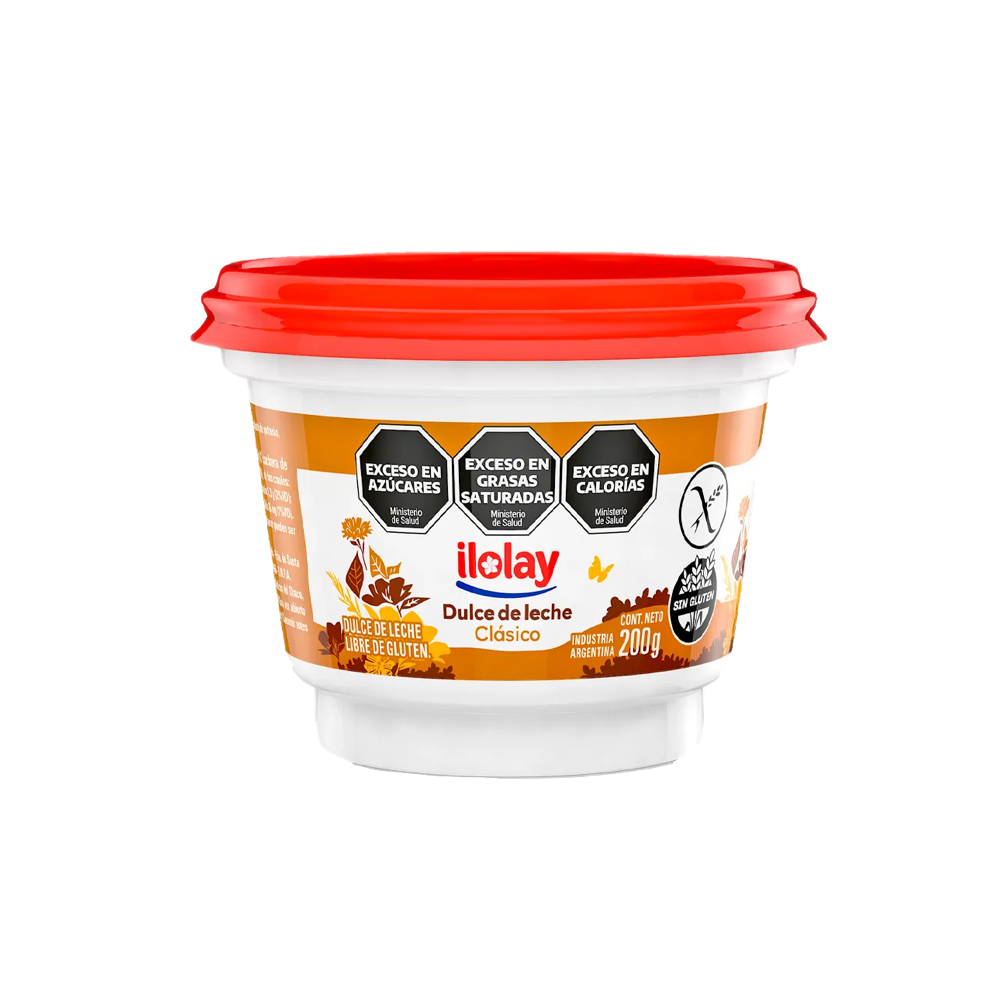 EXCESO EN
AZÚCARES
Ministerio
de Salud
EXCESO EN
GRASAS
SATURADAS
Ministerio
de Salud
EXCESO EN
CALORÍAS
Ministerio
de Salud
ilolay
Dulce de leche
Clásico
DULCE DE LECHE
LIBRE DE GLUTEN.
INDUSTRIA
ARGENTINA
CONT. NETO
200g
SIN GLUTEN